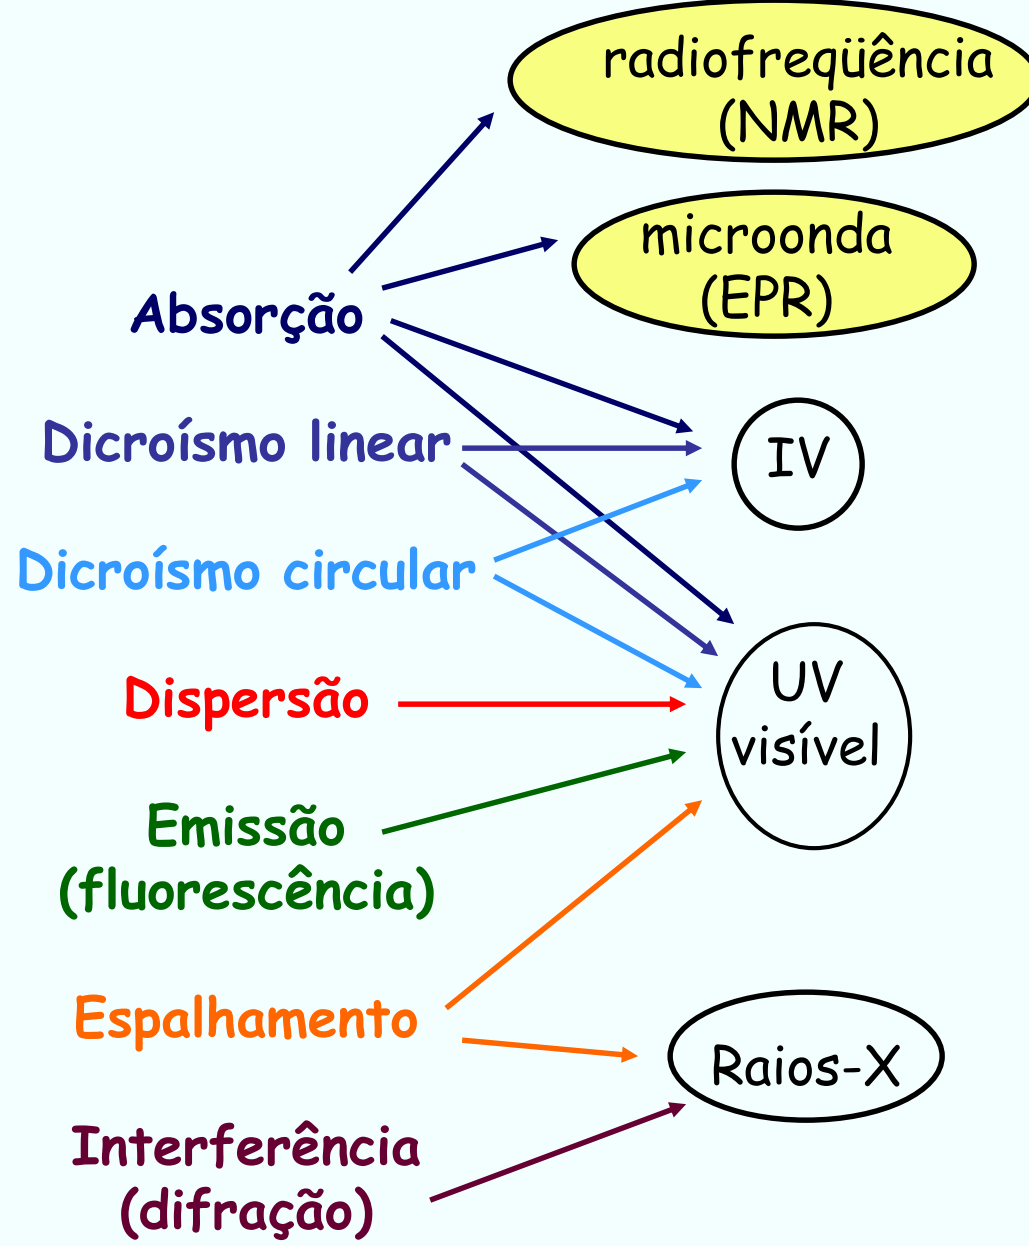 radiofreqüência
(NMR)
microonda
(EPR)
Absorção
Dicroísmo linear
IV
Dicroísmo circular
UV
visível
Dispersão
Emissão
(fluorescência)
Espalhamento
Raios-X
Interferência
(difração)